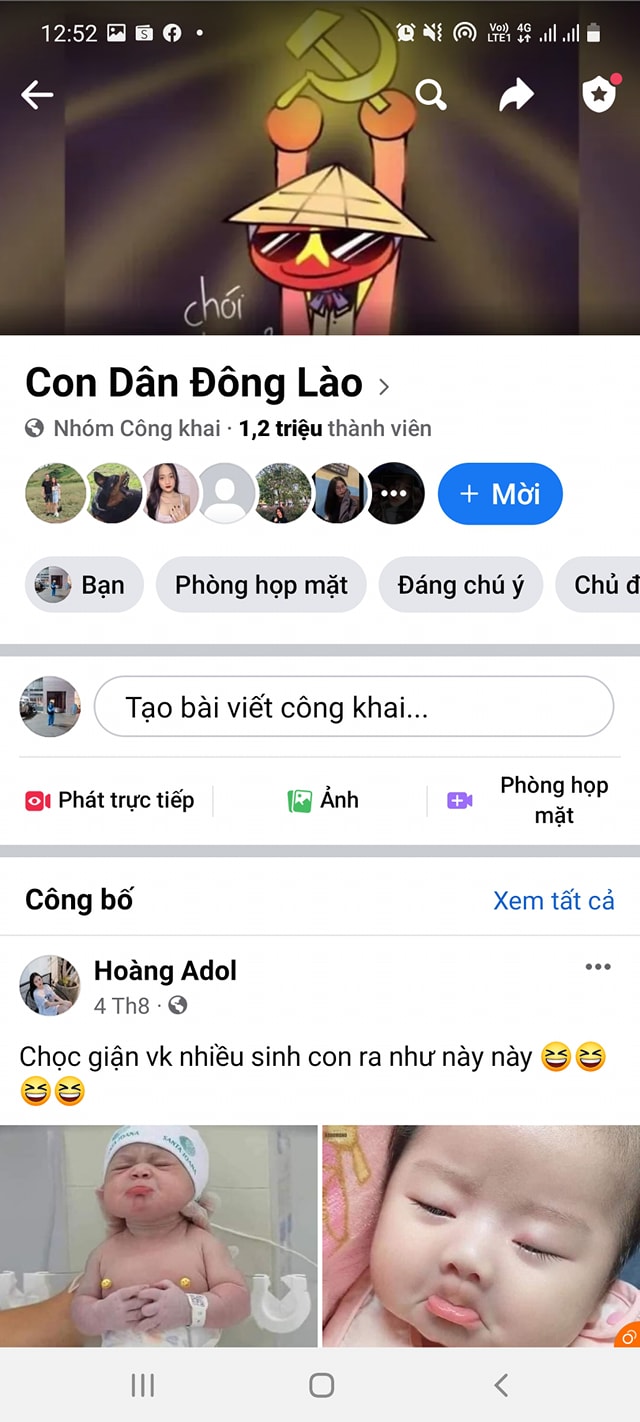 12:52
Vo)) 4G
LTE1
chói
Con Dân Đông Lào
Nhóm Công khai · 1,2 triệu thành viên
+ Mời
Bạn
Phòng họp mặt
Đáng chú ý
Chủ đ
Tạo bài viết công khai...
Phát trực tiếp
Ảnh
Phòng họp
mặt
Công bố
Xem tất cả
Hoàng Adol
4 Th8 ·
Chọc giận vk nhiều sinh con ra như này này 😆😆
😆😆
SANTA JOANA